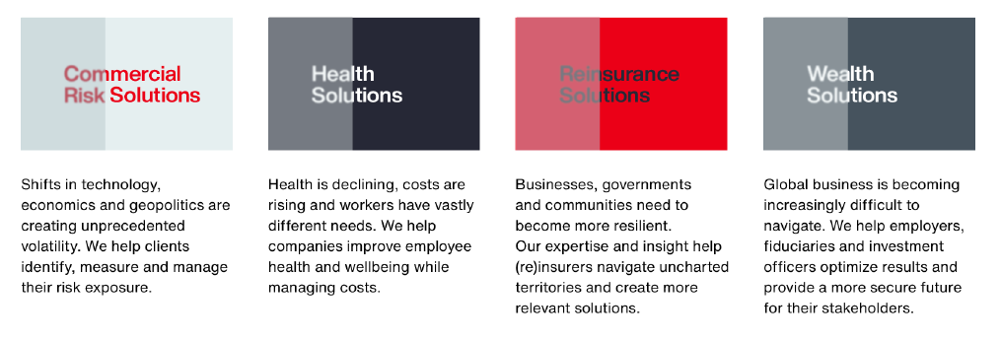 Commercial
Risk Solutions
Shifts in technology,
economics and geopolitics are
creating unprecedented
volatility. We help clients
identify, measure and manage
their risk exposure.
Health
Solutions
Health is declining, costs are
rising and workers have vastly
different needs. We help
companies improve employee
health and wellbeing while
managing costs.
Reinsurance
Solutions
Businesses, governments
and communities need to
become more resilient.
Our expertise and insight help
(re)insurers navigate uncharted
territories and create more
relevant solutions.
Wealth
Solutions
Global business is becoming
increasingly difficult to
navigate. We help employers,
fiduciaries and investment
officers optimize results and
provide a more secure future
for their stakeholders.